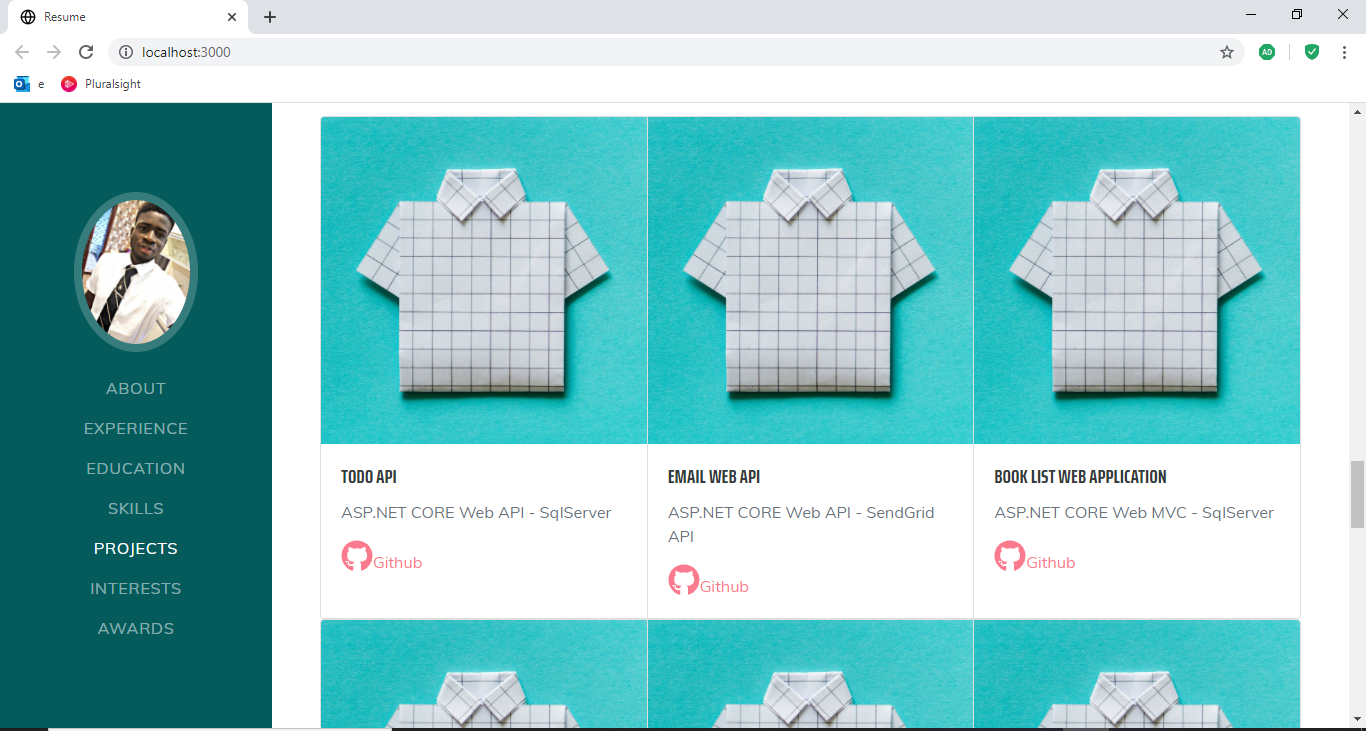 Resume
localhost:3000
AD
e
Pluralsight
ABOUT
EXPERIENCE
EDUCATION
SKILLS
PROJECTS
INTERESTS
AWARDS
TODO API
ASP.NET CORE Web API - SqlServer
Github
EMAIL WEB API
ASP.NET CORE Web API - SendGrid
API
Github
BOOK LIST WEB APPLICATION
ASP.NET CORE Web MVC - SqlServer
Github